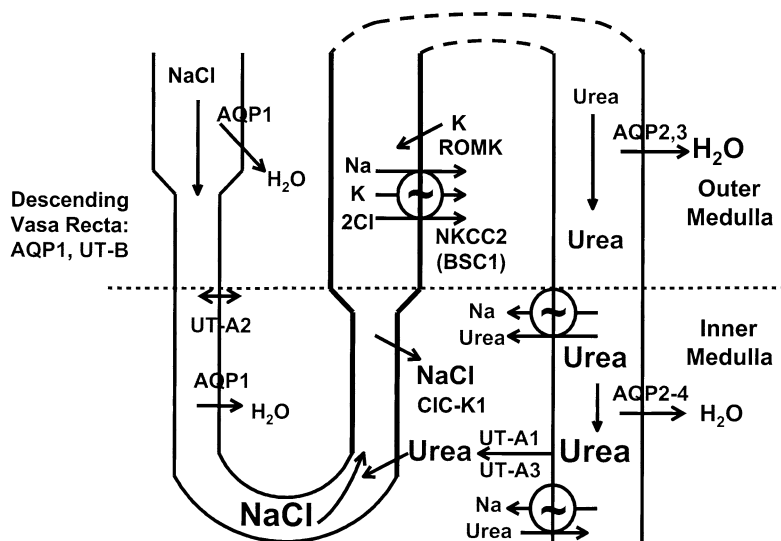 NaCl
AQP1
H2O
Descending
Vasa Recta:
AQP1, UT-B
K
ROMK
Na
K
2Cl
~
NKCC2
(BSC1)
Urea
AQP2,3
H2O
Outer
Medulla
Urea
UT-A2
AQP1
H2O
NaCl
NaCl
ClC-K1
Na
Urea
~
Urea
Inner
Medulla
AQP2-4
H2O
Urea
UT-A1
UT-A3
Urea
Na
Urea
~